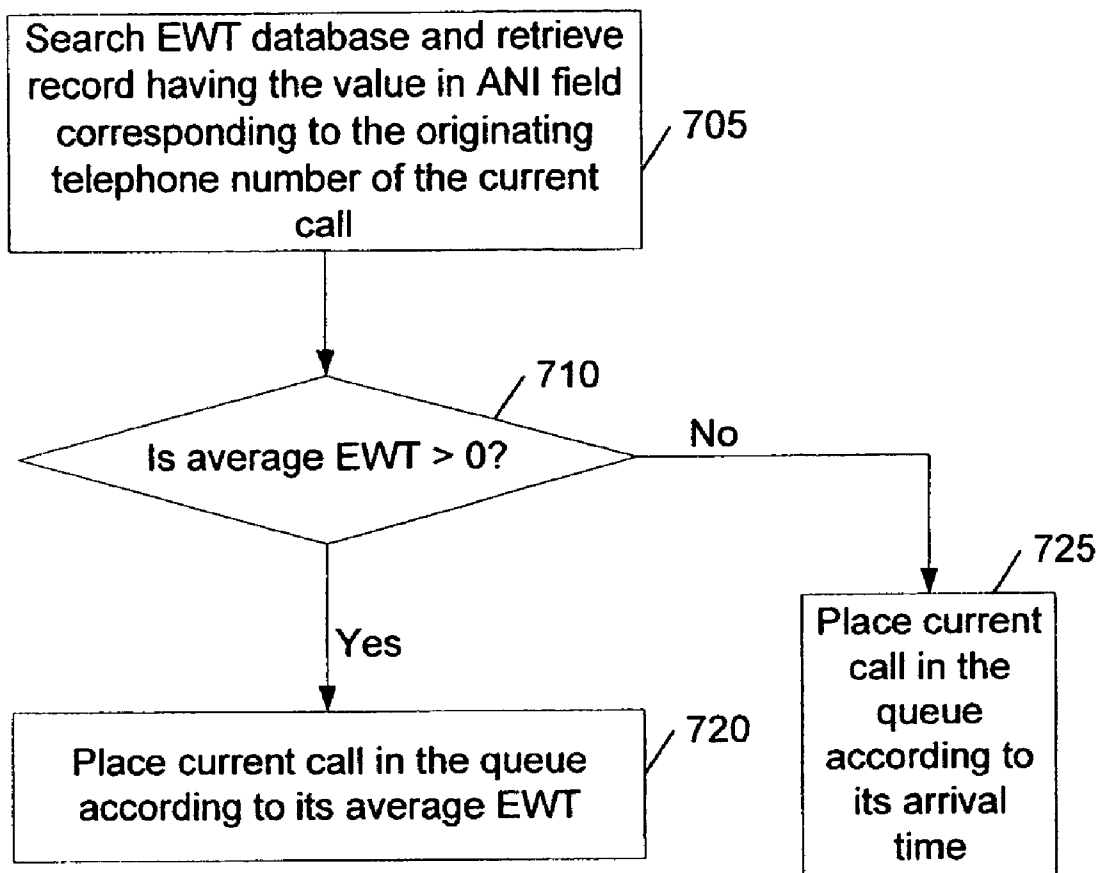 Search EWT database and retrieve
record having the value in ANI field
corresponding to the originating
telephone number of the current
call
705
710
Is average EWT > 0?
No
Yes
725
Place current
call in the
queue
according to
its arrival
time
720
Place current call in the queue
according to its average EWT